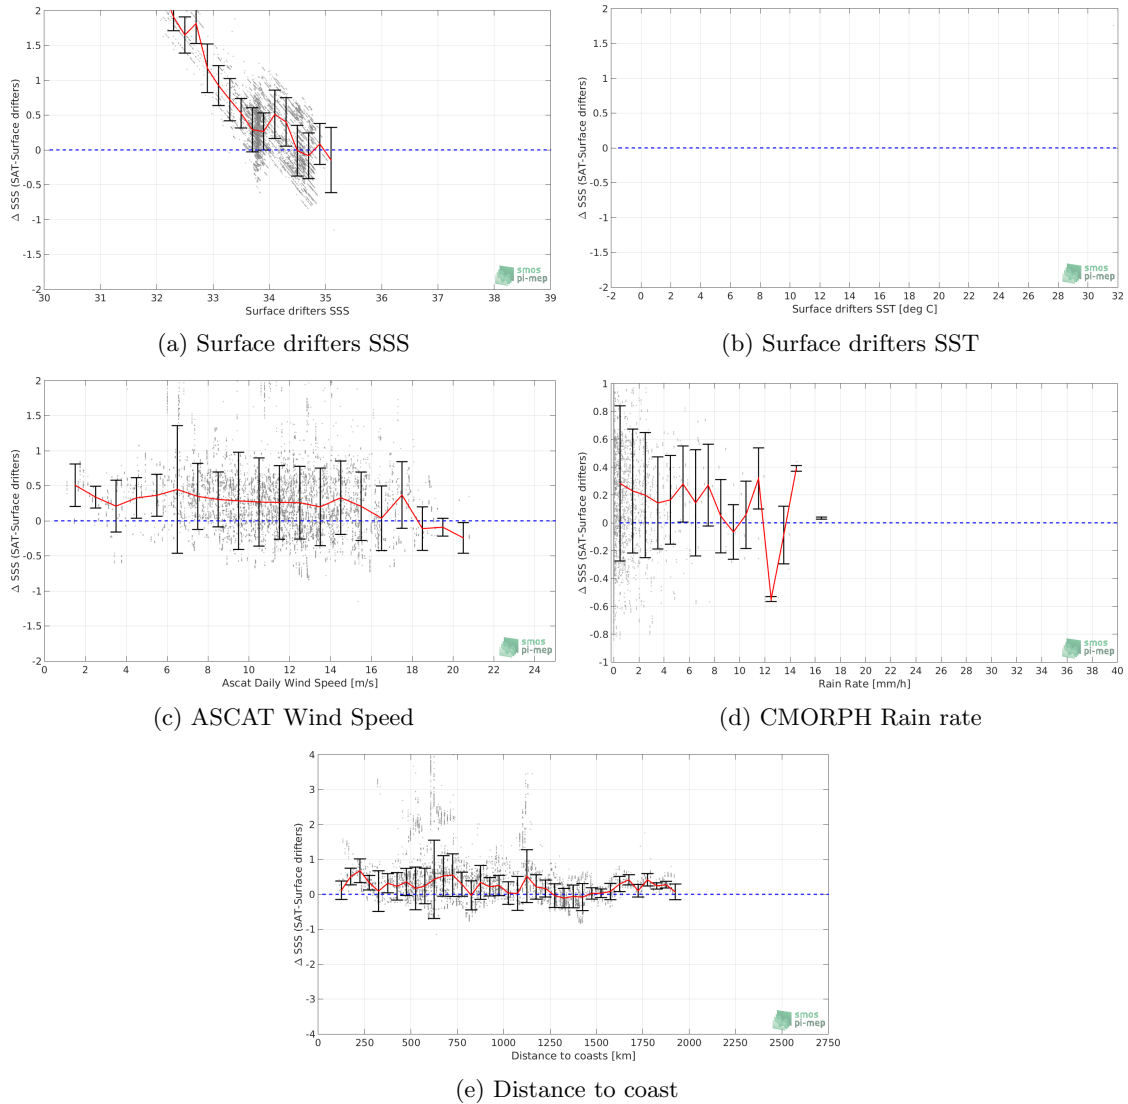 2
1.5
1
0.5
0
-0.5
-1
-1.5
-2
Δ SSS (SAT-Surface drifters)
30 31 32 33 34 35 36 37 38 39
Surface drifters SSS
smos
pi-mep
(a) Surface drifters SSS
2
1.5
1
0.5
0
-0.5
-1
-1.5
-2
Δ SSS (SAT-Surface drifters)
-2 0 2 4 6 8 10 12 14 16 18 20 22 24 26 28 30 32
Surface drifters SST [deg C]
smos
pi-mep
(b) Surface drifters SST
2
1.5
1
0.5
0
-0.5
-1
-1.5
-2
Δ SSS (SAT-Surface drifters)
2 4 6 8 10 12 14 16 18 20 22 24
Ascat Daily Wind Speed [m/s]
smos
pi-mep
(c) ASCAT Wind Speed
1
0.8
0.6
0.4
0.2
0
-0.2
-0.4
-0.6
-0.8
-1
Δ SSS (SAT-Surface drifters)
0 2 4 6 8 10 12 14 16 18 20 22 24 26 28 30 32 34 36 38 40
Rain Rate [mm/h]
smos
pi-mep
(d) CMORPH Rain rate
4
3
2
1
0
-1
-2
-3
-4
Δ SSS (SAT-Surface drifters)
0 250 500 750 1000 1250 1500 1750 2000 2250 2500 2750
Distance to coasts [km]
smos
pi-mep
(e) Distance to coast